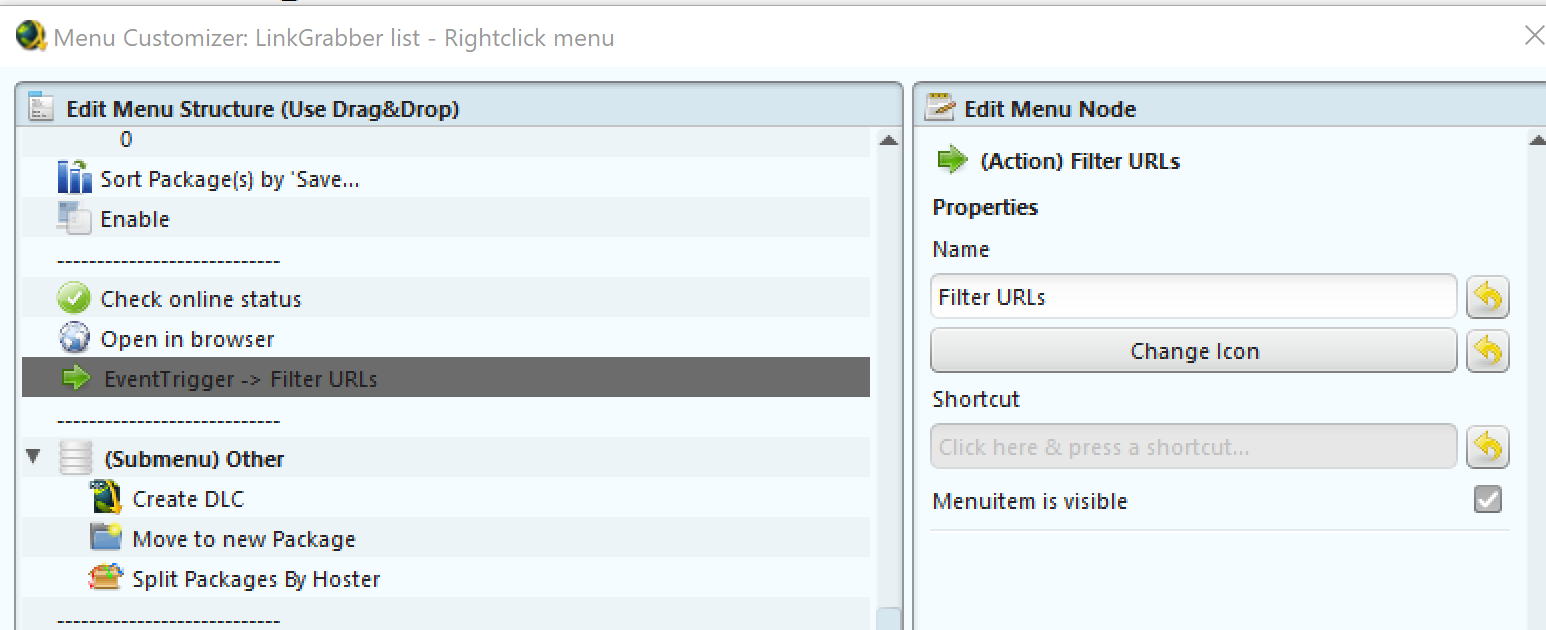 Menu Customizer: LinkGrabber list - Rightclick menu
Edit Menu Structure (Use Drag&Drop)
0
Sort Package(s) by 'Save...
Enable
----------------------------
Check online status
Open in browser
EventTrigger -> Filter URLs
----------------------------
(Submenu) Other
Create DLC
Move to new Package
Split Packages By Hoster
----------------------------
Edit Menu Node
(Action) Filter URLs
Properties
Name
Filter URLs
Change Icon
Shortcut
Click here & press a shortcut...
Menuitem is visible